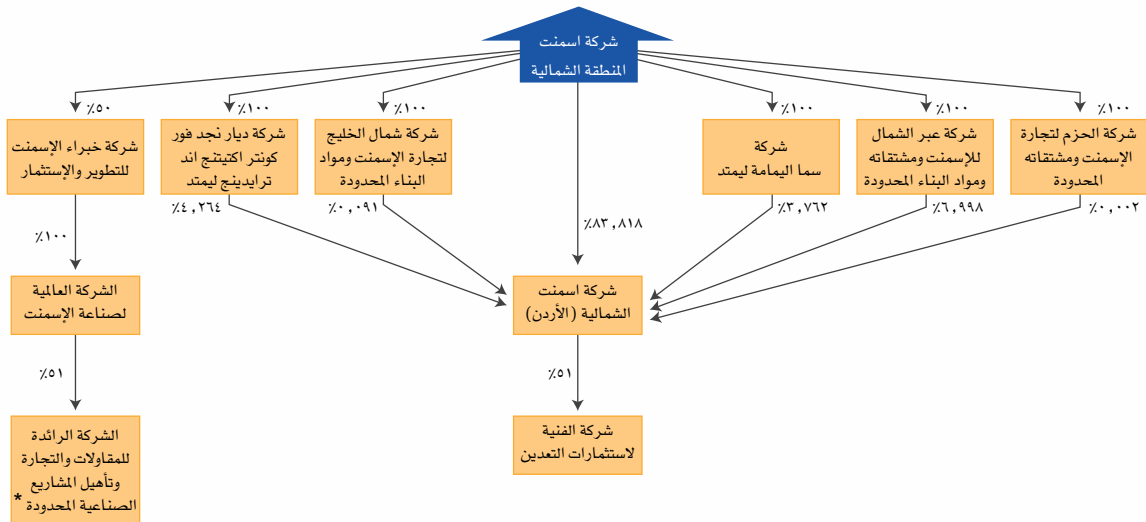 شركة اسمنت
المنطقة الشمالية
٪١٠٠
٪١٠٠
٪١٠٠
٪١٠٠
٪١٠٠
٪٥٠
شركة الحزم لتجارة
الإسمنت ومشتقاته
المحدودة
شركة عبر الشمال
للإسمنت ومشتقاته
ومواد البناء المحدودة
شركة
سما اليمامة ليمتد
شركة شمال الخليج
لتجارة الإسمنت ومواد
البناء المحدودة
شركة ديار نجد فور
كونتر اكتيتنج اند
ترايدينج ليمتد
شركة خبراء الإسمنت
للتطوير والإستثمار
٪٠,٠٠٢
٪٦,٩٩٨
٪٣,٧٦٢
٪٨٣,٨١٨
٪٠,٠٩١
٪٤,٢٦٤
٪١٠٠
شركة اسمنت
الشمالية (الأردن)
الشركة العالمية
لصناعة الإسمنت
٪٥١
٪٥١
شركة الفنية
لاستثمارات التعدين
الشركة الرائدة
للمقاولات والتجارة
وتأهيل المشاريع
الصناعية المحدودة *